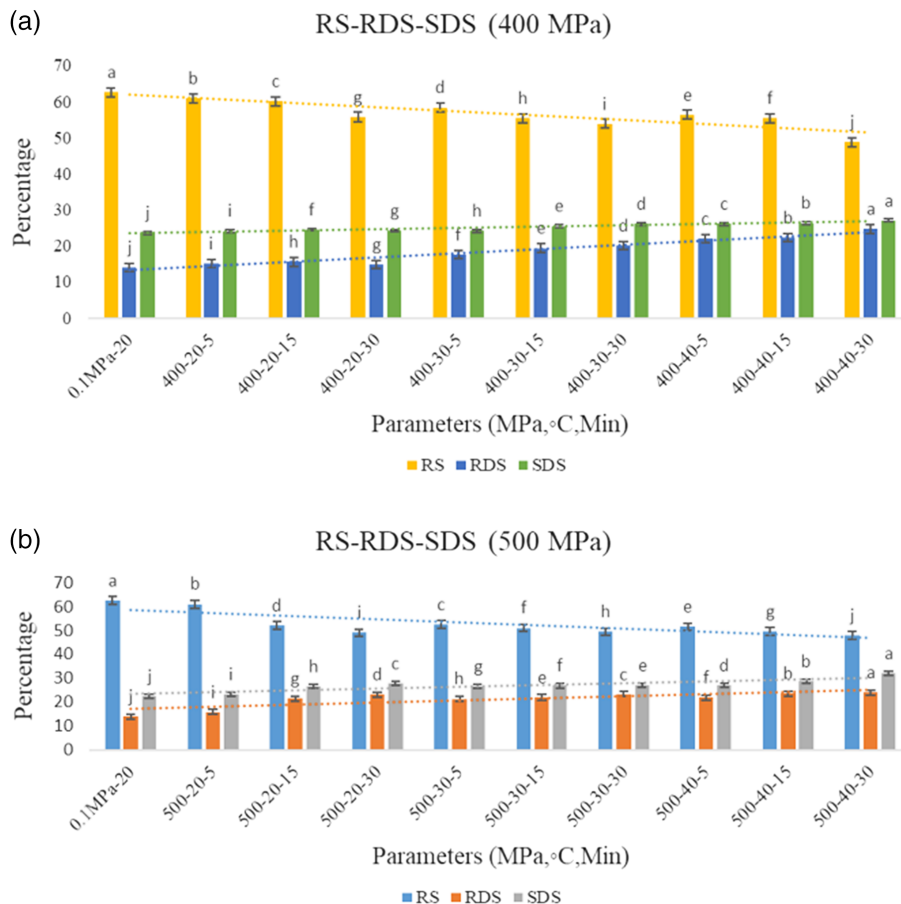 (a)
RS-RDS-SDS (400 MPa)
70
60
50
40
30
20
10
0
Percentage
a b c g d h i e f j
j i f g h e d c b a
j i h g f e d c b a
0.1MPa-20 400-20-5 400-20-15 400-20-30 400-30-5 400-30-15 400-30-30 400-40-5 400-40-15 400-40-30
Parameters (MPa,◦C,Min)
RS RDS SDS
(b)
RS-RDS-SDS (500 MPa)
70
60
50
40
30
20
10
0
Percentage
a b d i c f h e g j
j i h c g f e d b a
j i g d h e c f b a
0.1MPa-20 500-20-5 500-20-15 500-20-30 500-30-5 500-30-15 500-30-30 500-40-5 500-40-15 500-40-30
Parameters (MPa,◦C,Min)
RS RDS SDS